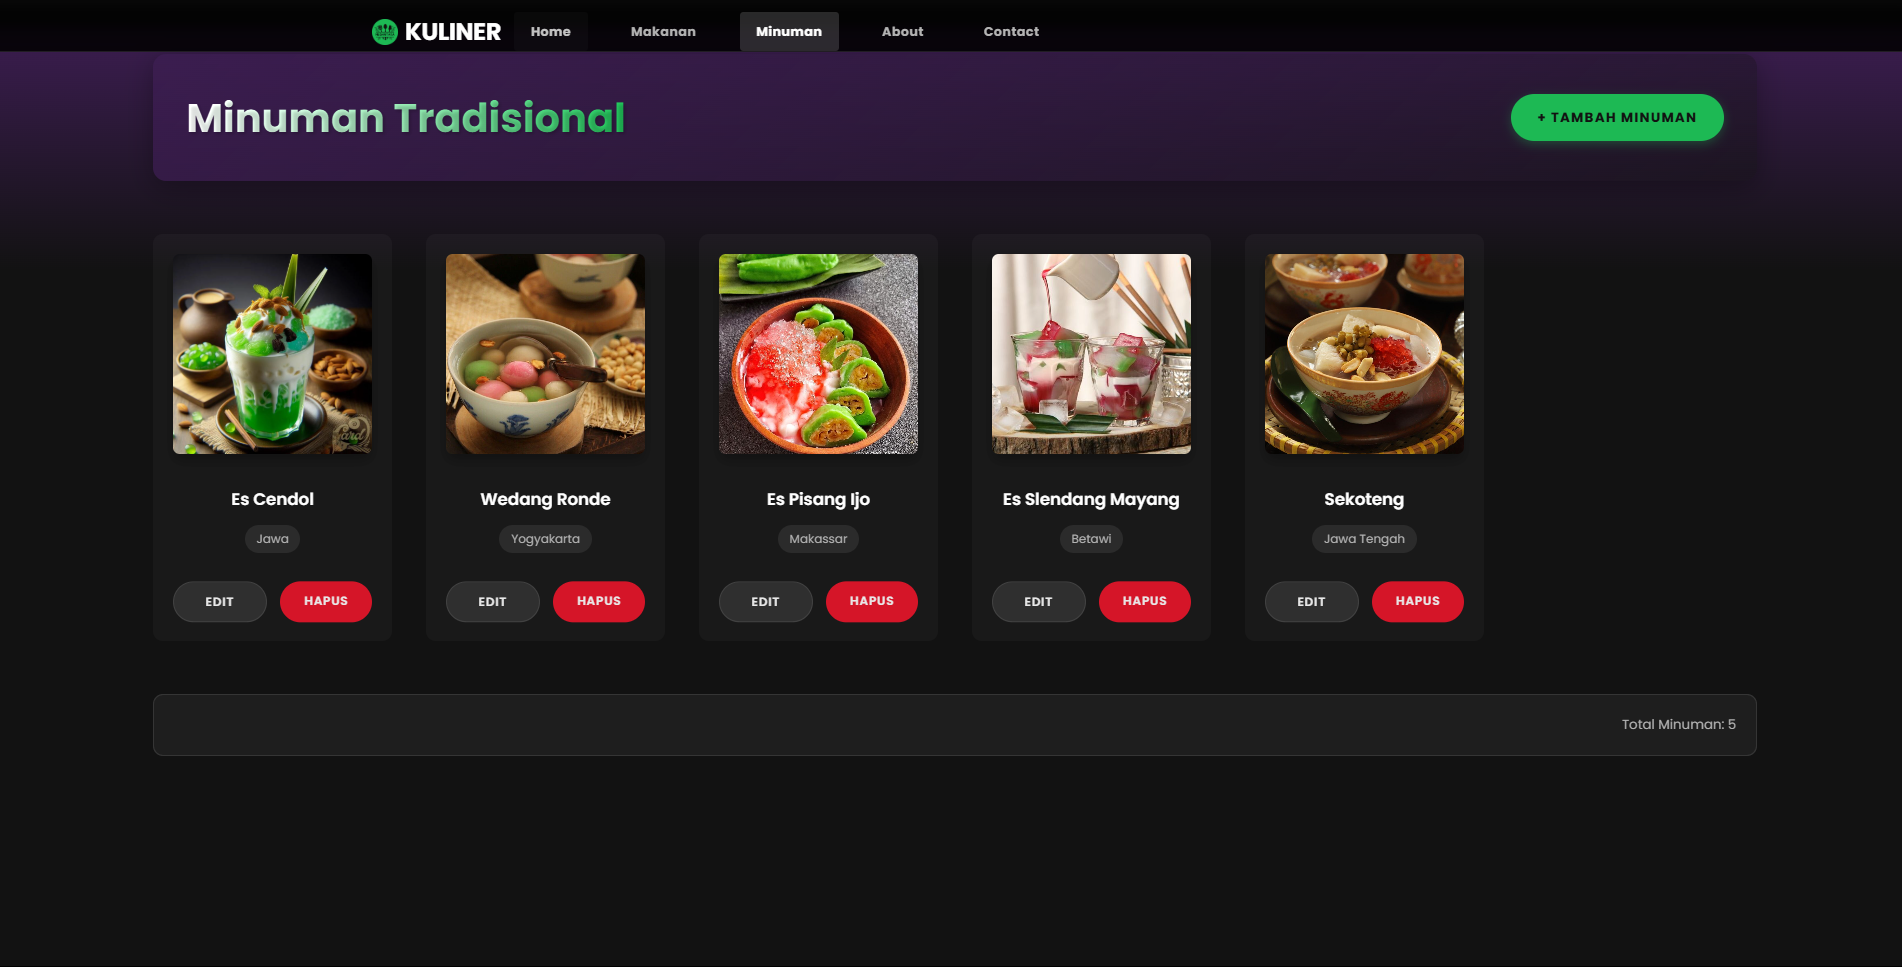 KULINER Home Makanan Minuman About Contact
Minuman Tradisional
+ TAMBAH MINUMAN
Es Cendol
Jawa
EDIT HAPUS
Wedang Ronde
Yogyakarta
EDIT HAPUS
Es Pisang Ijo
Makassar
EDIT HAPUS
Es Slendang Mayang
Betawi
EDIT HAPUS
Sekoteng
Jawa Tengah
EDIT HAPUS
Total Minuman: 5